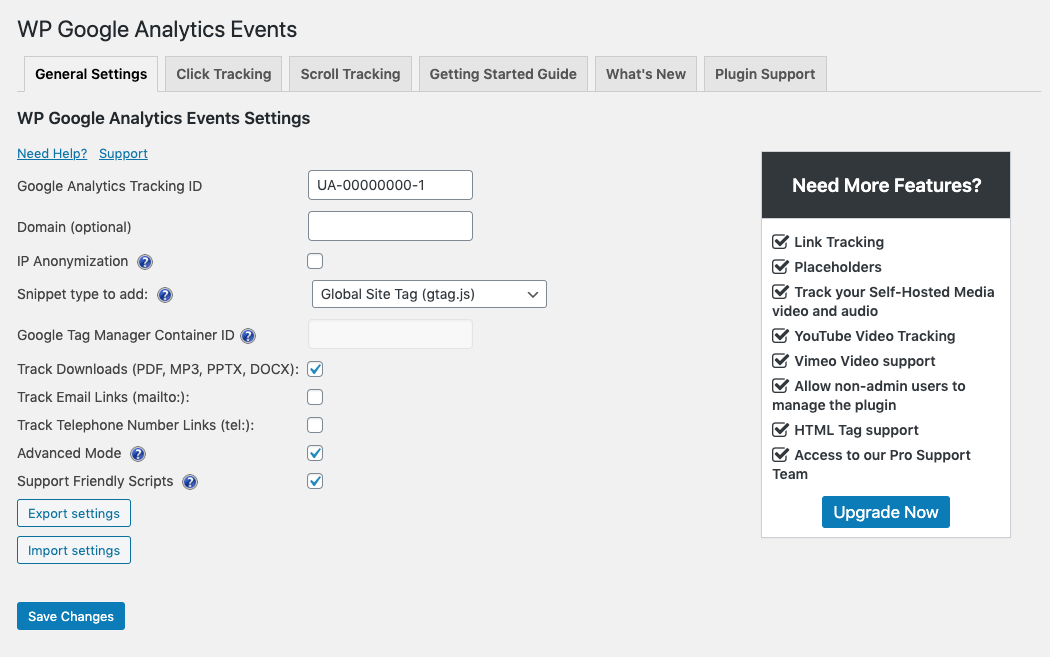 WP Google Analytics Events
General Settings
Click Tracking
Scroll Tracking
Getting Started Guide
What's New
Plugin Support
WP Google Analytics Events Settings
Need Help? Support
Google Analytics Tracking ID UA-00000000-1
Domain (optional)
IP Anonymization ?
Snippet type to add: ? Global Site Tag (gtag.js)
Google Tag Manager Container ID ?
Track Downloads (PDF, MP3, PPTX, DOCX):
Track Email Links (mailto:):
Track Telephone Number Links (tel:):
Advanced Mode ?
Support Friendly Scripts ?
Export settings
Import settings
Save Changes
Need More Features?
Link Tracking
Placeholders
Track your Self-Hosted Media
video and audio
YouTube Video Tracking
Vimeo Video support
Allow non-admin users to
manage the plugin
HTML Tag support
Access to our Pro Support
Team
Upgrade Now